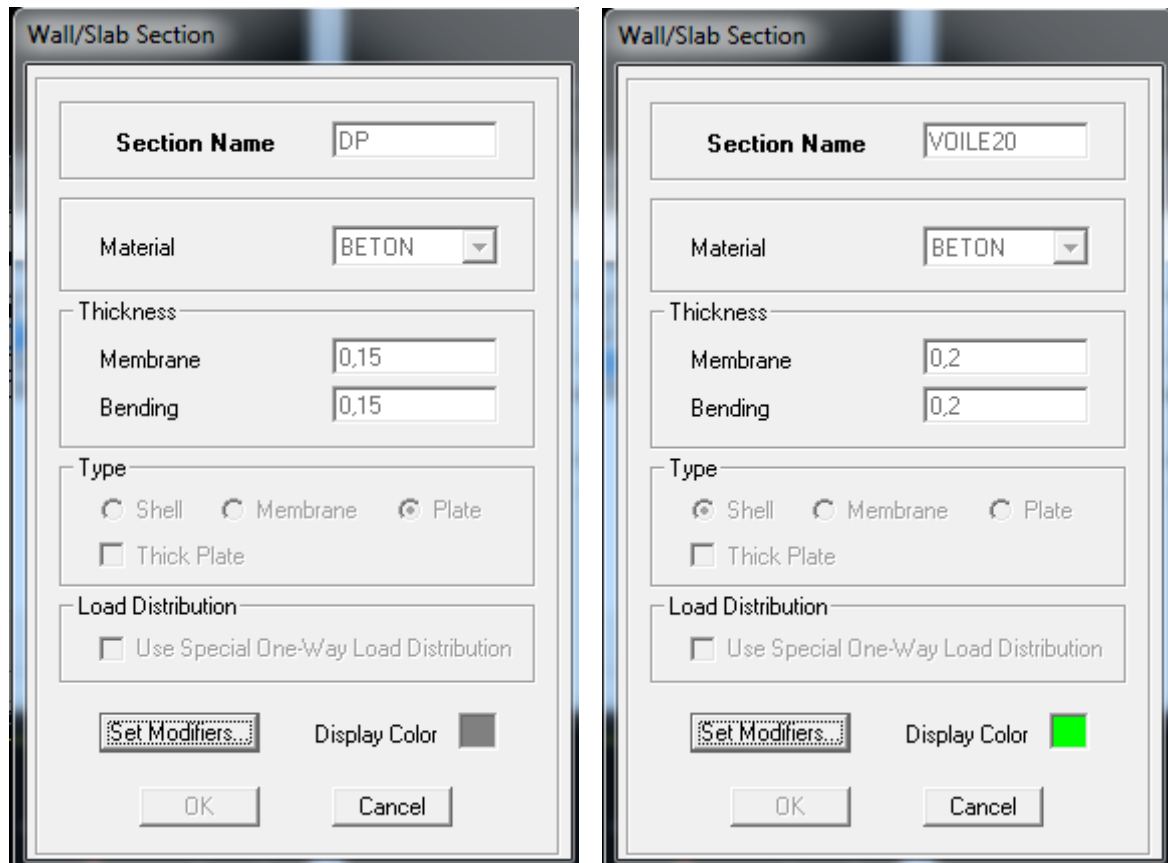 Wall/Slab Section
Section Name DP
Material BETON
Thickness
Membrane 0,15
Bending 0,15
Type
Shell Membrane Plate
Thick Plate
Load Distribution
Use Special One-Way Load Distribution
Set Modifiers... Display Color
OK Cancel
Wall/Slab Section
Section Name VOILE20
Material BETON
Thickness
Membrane 0,2
Bending 0,2
Type
Shell Membrane Plate
Thick Plate
Load Distribution
Use Special One-Way Load Distribution
Set Modifiers... Display Color
OK Cancel